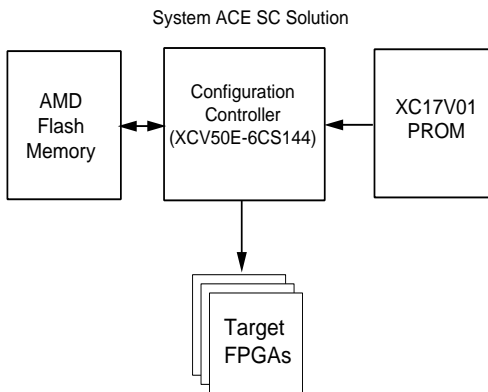 System ACE SC Solution
AMD
Flash
Memory
Configuration
Controller
(XCV50E-6CS144)
XC17V01
PROM
Target
FPGAs